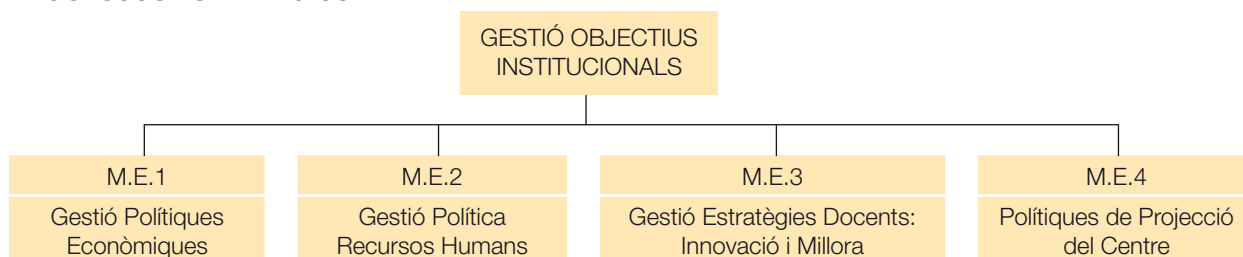 GESTIÓ OBJECTIUS
INSTITUCIONALS
M.E.1
Gestió Polítiques
Econòmiques
M.E.2
Gestió Política
Recursos Humans
M.E.3
Gestió Estratègies Docents:
Innovació i Millora
M.E.4
Polítiques de Projecció
del Centre